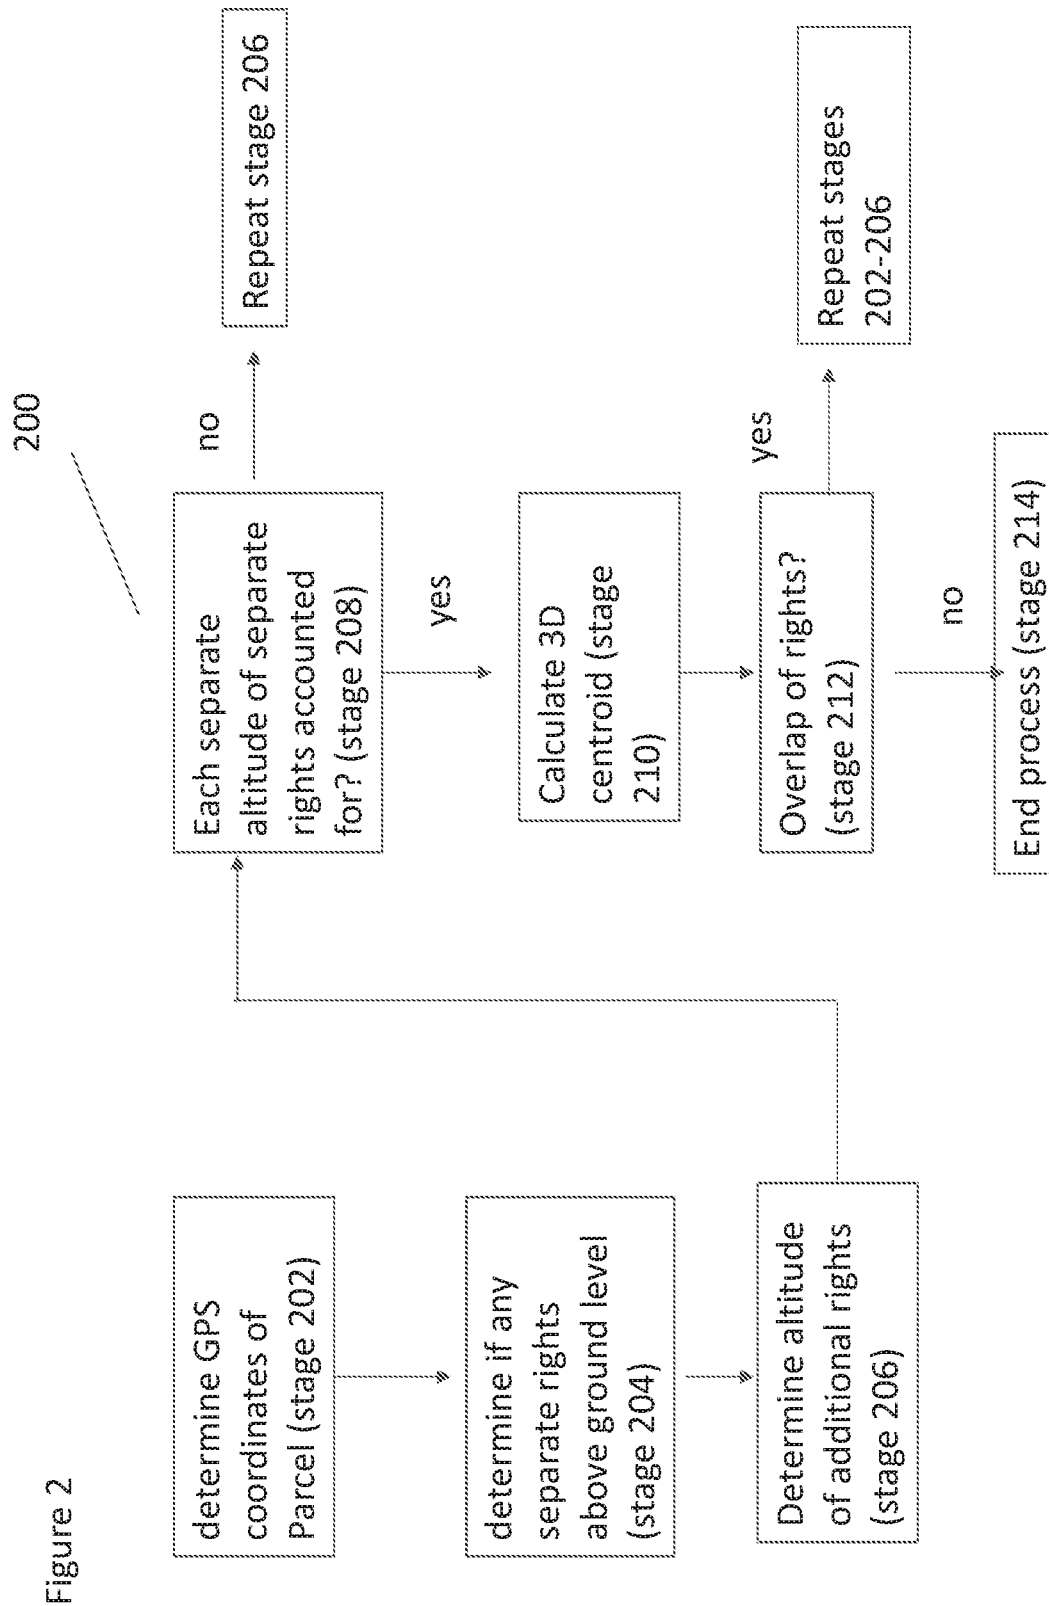 Figure 2
200
determine GPS
coordinates of
Parcel (stage 202)
determine if any
separate rights
above ground level
(stage 204)
Determine altitude
of additional rights
(stage 206)
Each separate
altitude of separate
rights accounted
for? (stage 208)
no
Repeat stage 206
yes
Calculate 3D
centroid (stage
210)
Overlap of rights?
(stage 212)
yes
Repeat stages
202-206
no
End process (stage 214)